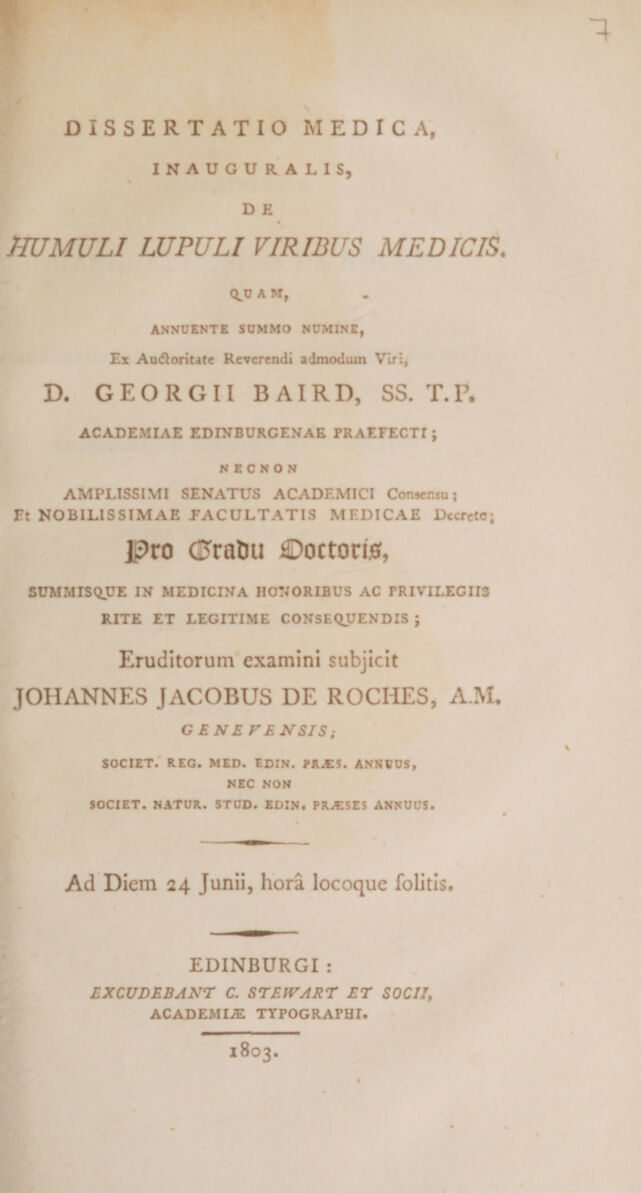 7
DISSERTATIO MEDICA,
INAUGURALIS,
DE
HUMULI LUPULI VIRIBUS MEDICIS.
QUAM,
ANNUENTE SUMMO NUMINE,
Ex Auctoritate Reverendi admodum Viri,
D. GEORGII BAIRD, SS. T.P.
ACADEMIAE EDINBURGENAE PRAEFECTI;
NECNON
AMPLISSIMI SENATUS ACADEMICI Consensu;
Et NOBILISSIMAE FACULTATIS MEDICAE Decreto;
Pro Gradu Doctoris,
SUMMISQUE IN MEDICINA HONORIBUS AC PRIVILEGIIS
RITE ET LEGITIME CONSEQUENDIS;
Eruditorum examini subjicit
JOHANNES JACOBUS DE ROCHES, A.M.
GENEVENSIS;
SOCIET. REG. MED. EDIN. PRÆS. ANNUUS,
NEC NON
SOCIET. NATUR. STUD. EDIN. PRÆSES ANNUUS.
Ad Diem 24 Junii, horâ locoque ſolitis.
EDINBURGI:
EXCUDEBANT C. STEWART ET SOCII,
ACADEMIÆ TYPOGRAPHI.
1803.